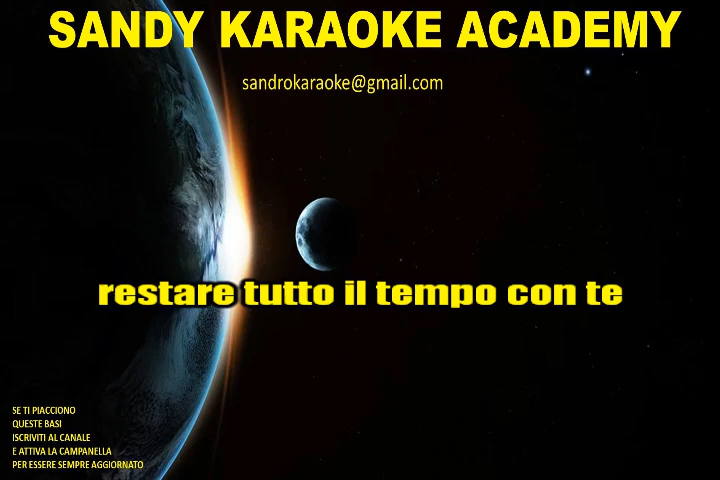 SANDY KARAOKE ACADEMY
sandrokaraoke@gmail.com
restare tutto il tempo con te
SE TI PIACCIONO
QUESTE BASI
ISCRIVITI AL CANALE
E ATTIVA LA CAMPANELLA
PER ESSERE SEMPRE AGGIORNATO